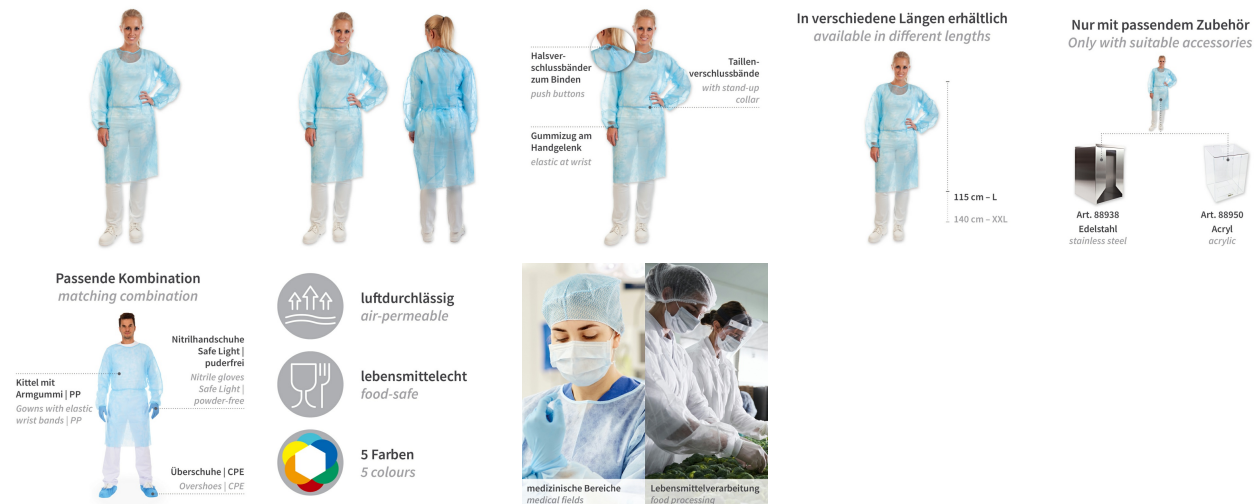 Halsver-
schlussbänder
zum Binden
push buttons
Taillen-
verschlussbände
with stand-up
collar
Gummizug am
Handgelenk
elastic at wrist
In verschiedene Längen erhältlich
available in different lengths
115 cm – L
140 cm – XXL
Nur mit passendem Zubehör
Only with suitable accessories
Art. 88938
Edelstahl
stainless steel
Art. 88950
Acryl
acrylic
Passende Kombination
matching combination
Nitrilhandschuhe
Safe Light |
puderfrei
Nitrile gloves
Safe Light |
powder-free
Kittel mit
Armgummi | PP
Gowns with elastic
wrist bands | PP
Überschuhe | CPE
Overshoes | CPE
luftdurchlässig
air-permeable
lebensmittelecht
food-safe
5 Farben
5 colours
medizinische Bereiche
medical fields
Lebensmittelverarbeitung
food processing